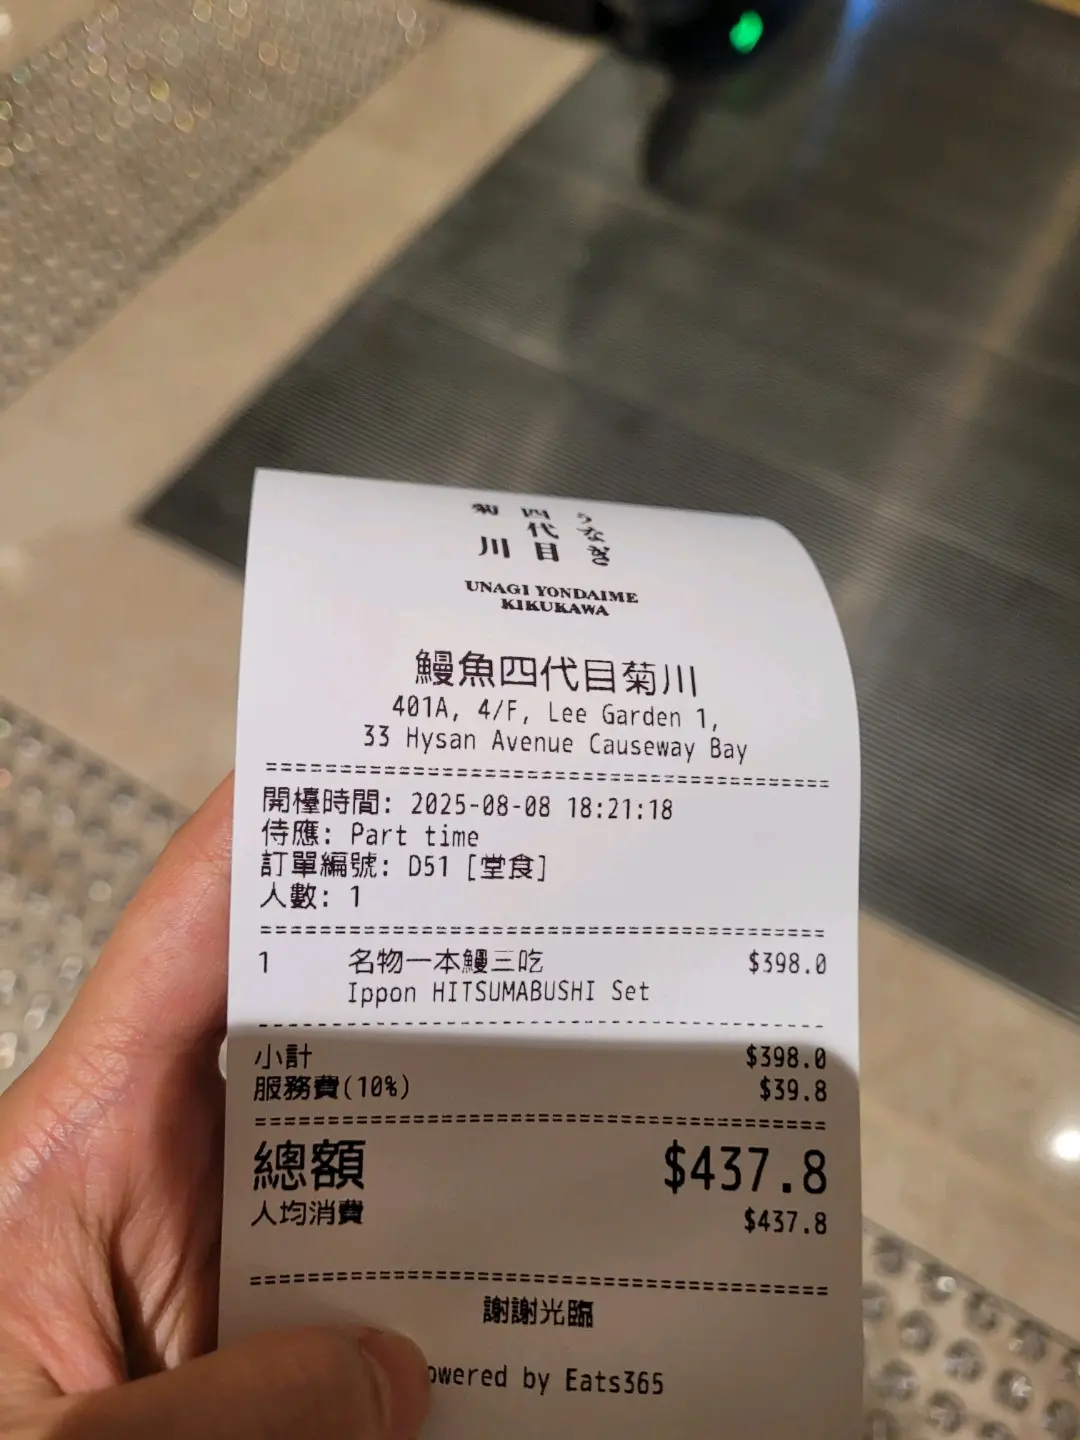 うなぎ
四代目
菊川
UNAGI YONDAIME
KIKUKAWA
鰻魚四代目菊川
401A, 4/F, Lee Garden 1,
33 Hysan Avenue Causeway Bay
開檯時間: 2025-08-08 18:21:18
侍應: Part time
訂單編號: D51 [堂食]
人數: 1
1 名物一本鰻三吃 $398.0
Ippon HITSUMABUSHI Set
小計 $398.0
服務費(10%) $39.8
總額 $437.8
人均消費 $437.8
謝謝光臨
owered by Eats365